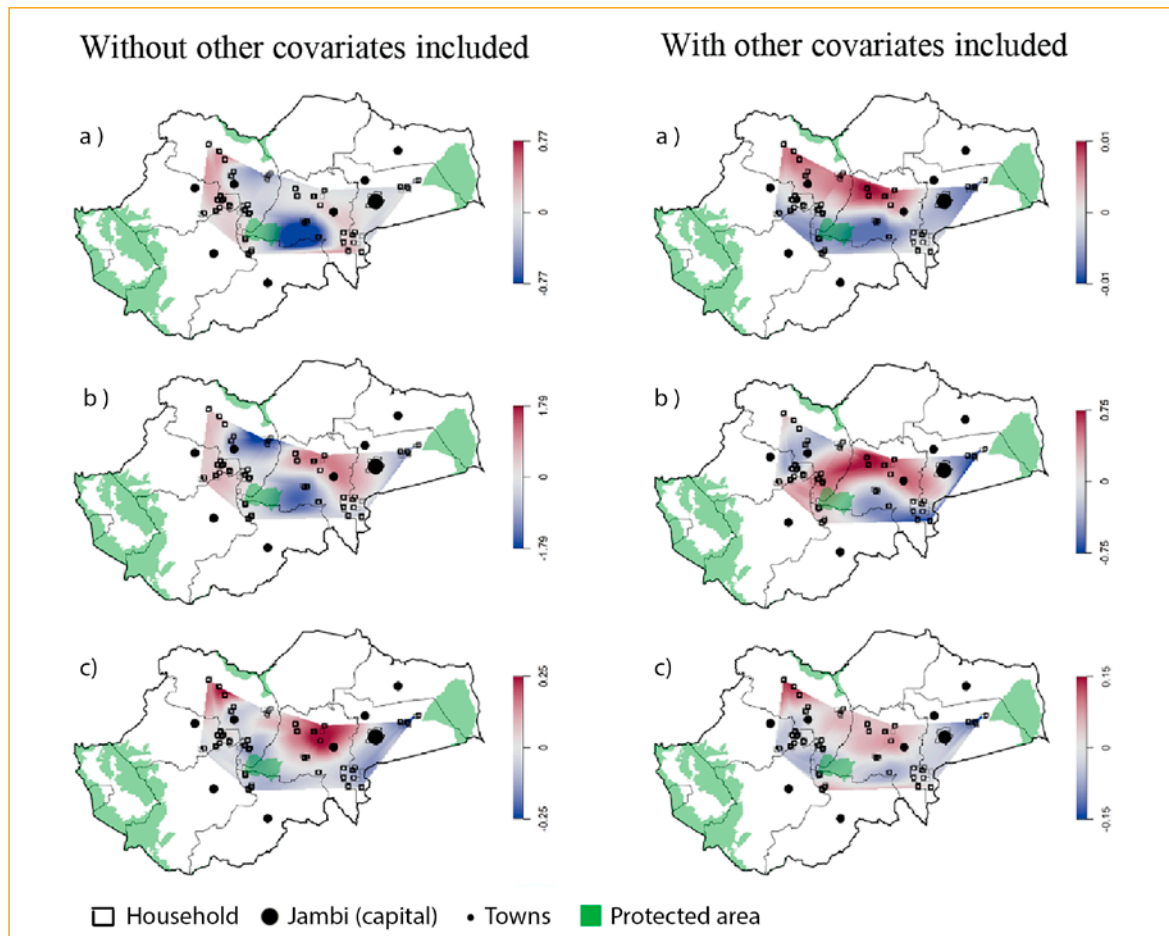 Without other covariates included
With other covariates included
a )
0.77
0
-0.77
a )
0.01
0
-0.01
b )
1.79
0
-1.79
b )
0.75
0
-0.75
c )
0.25
0
-0.25
c )
0.15
0
-0.15
Household
Jambi (capital)
Towns
Protected area